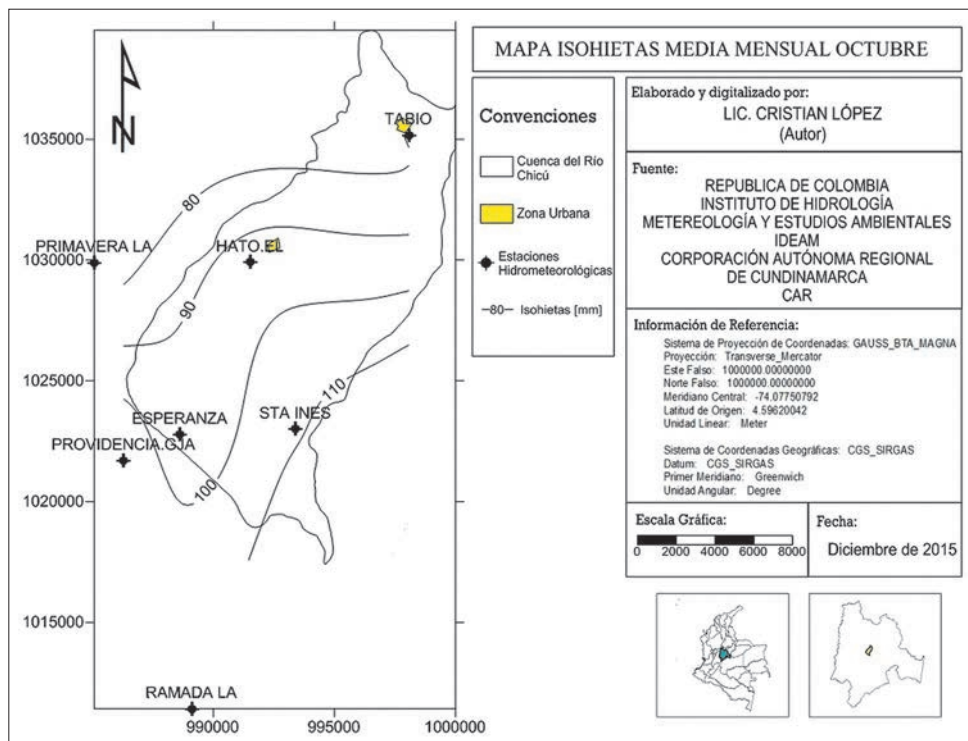 MAPA ISOHIETAS MEDIA MENSUAL OCTUBRE
N
1035000
1030000
1025000
1020000
1015000
990000
995000
1000000
1000000
TABIO
80
PRIMAVERA LA
HATO.EL
90
110
ESPERANZA
STA INES
PROVIDENCIA.GJA
100
RAMADA LA
Convenciones
Cuenca del Río
Chicú
Zona Urbana
Estaciones
Hidrometeorológicas
—80— Isohietas [mm]
Elaborado y digitalizado por:
LIC. CRISTIAN LÓPEZ
(Autor)
Fuente:
REPUBLICA DE COLOMBIA
INSTITUTO DE HIDROLOGÍA
METEREOLOGÍA Y ESTUDIOS AMBIENTALES
IDEAM
CORPORACIÓN AUTÓNOMA REGIONAL
DE CUNDINAMARCA
CAR
Información de Referencia:
Sistema de Proyección de Coordenadas: GAUSS_BTA_MAGNA
Proyección: Transverse_Mercator
Este Falso: 1000000.00000000
Norte Falso: 1000000.00000000
Meridiano Central: -74.07750792
Latitud de Origen: 4.59620042
Unidad Linear: Meter
Sistema de Coordenadas Geográficas: CGS_SIRGAS
Datum: CGS_SIRGAS
Primer Meridiano: Greenwich
Unidad Angular: Degree
Escala Gráfica:
0 2000 4000 6000 8000
Fecha:
Diciembre de 2015